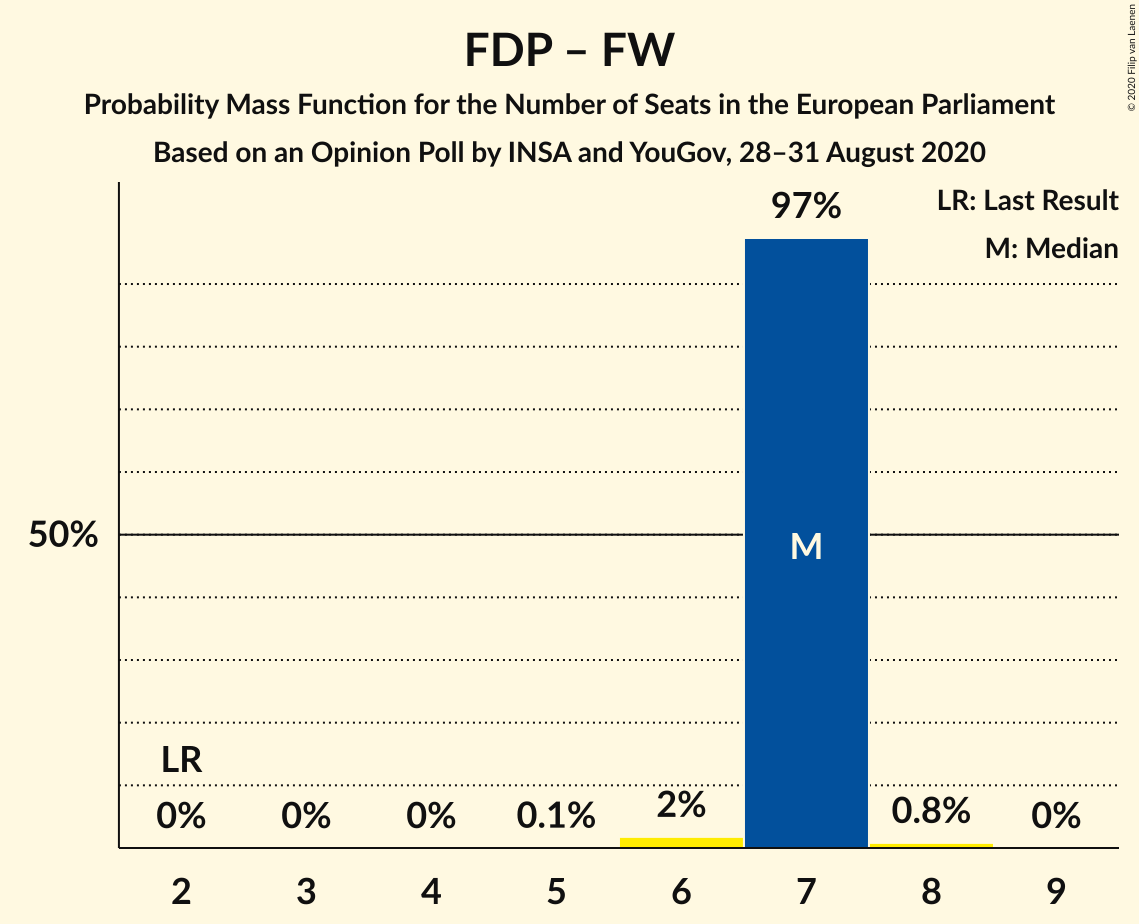 FDP – FW
Probability Mass Function for the Number of Seats in the European Parliament
Based on an Opinion Poll by INSA and YouGov, 28–31 August 2020
© 2020 Filip van Laenen
LR: Last Result
M: Median
97%
50%
M
LR
0%
0%
0%
0.1%
2%
0.8%
0%
2
3
4
5
6
7
8
9